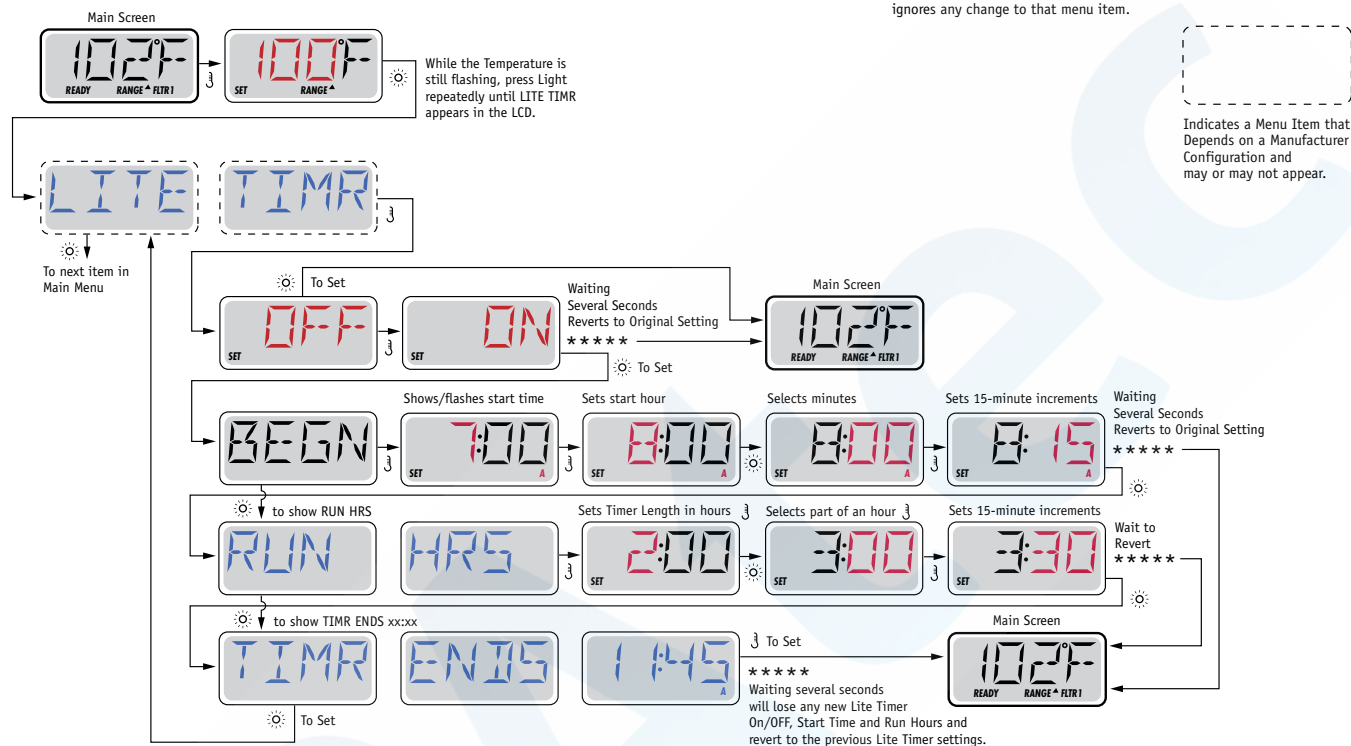 ignores any change to that menu item.
Main Screen
102°F
READY RANGE FLTR1
100°F
SET RANGE
While the Temperature is
still flashing, press Light
repeatedly until LITE TIMR
appears in the LCD.
Indicates a Menu Item that
Depends on a Manufacturer
Configuration and
may or may not appear.
LITE TIMR
To next item in
Main Menu
To Set
OFF
SET
ON
SET
Waiting
Several Seconds
Reverts to Original Setting
*****
Main Screen
102°F
READY RANGE FLTR1
To Set
BEGN
Shows/flashes start time
7:00
SET A
Sets start hour
8:00
SET A
Selects minutes
8:00
SET A
Sets 15-minute increments
8:15
SET A
Waiting
Several Seconds
Reverts to Original Setting
*****
to show RUN HRS
RUN HRS
Sets Timer Length in hours
2:00
SET
Selects part of an hour
3:00
SET
Sets 15-minute increments
3:30
SET
Wait to
Revert
*****
to show TIMR ENDS xx:xx
TIMR ENDS 11:45
A
To Set
*****
Waiting several seconds
will lose any new Lite Timer
On/OFF, Start Time and Run Hours and
revert to the previous Lite Timer settings.
Main Screen
102°F
READY RANGE FLTR1
To Set